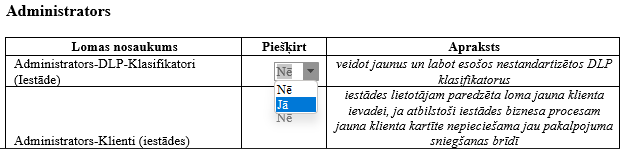 Administrators
Lomas nosaukums Piešķirt Apraksts
Administrators-DLP-Klasifikatori
(Iestāde)
Nē
veidot jaunus un labot esošos nestandartizētos DLP
klasifikatorus
Nē
Jā
Nē
Administrators-Klienti (iestādes)
iestādes lietotājam paredzēta loma jauna klienta
ievadei, ja atbilstoši iestādes biznesa procesam
jauna klienta kartīte nepieciešama jau pakalpojuma
sniegšanas brīdī